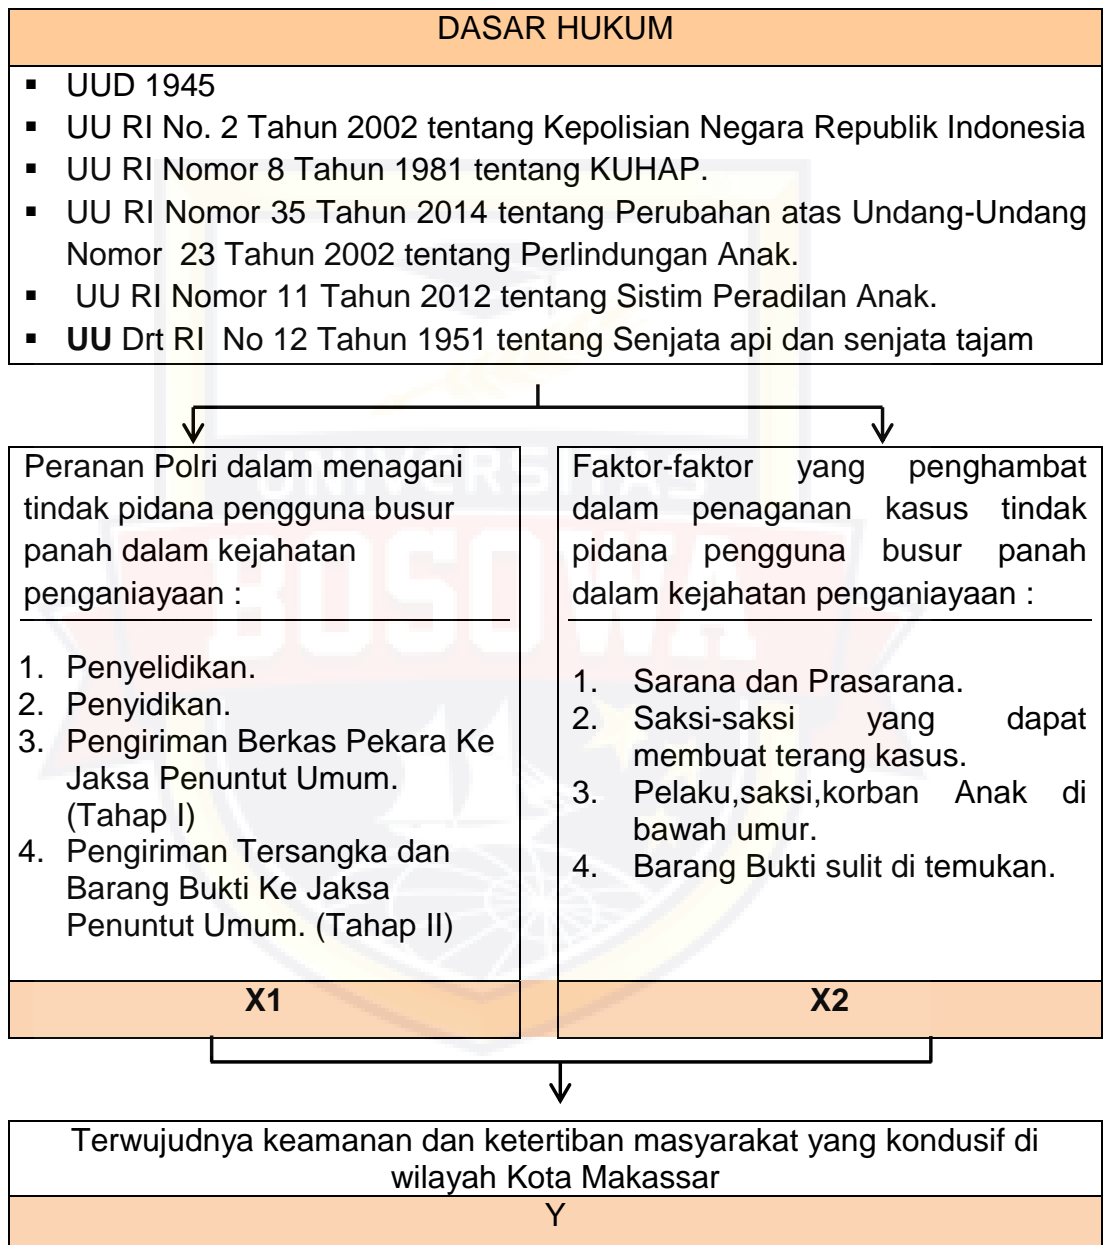 DASAR HUKUM
▪ UUD 1945
▪ UU RI No. 2 Tahun 2002 tentang Kepolisian Negara Republik Indonesia
▪ UU RI Nomor 8 Tahun 1981 tentang KUHAP.
▪ UU RI Nomor 35 Tahun 2014 tentang Perubahan atas Undang-Undang
Nomor 23 Tahun 2002 tentang Perlindungan Anak.
▪ UU RI Nomor 11 Tahun 2012 tentang Sistim Peradilan Anak.
▪ UU Drt RI No 12 Tahun 1951 tentang Senjata api dan senjata tajam
Peranan Polri dalam menagani
tindak pidana pengguna busur
panah dalam kejahatan
penganiayaan :
1. Penyelidikan.
2. Penyidikan.
3. Pengiriman Berkas Pekara Ke
Jaksa Penuntut Umum.
(Tahap I)
4. Pengiriman Tersangka dan
Barang Bukti Ke Jaksa
Penuntut Umum. (Tahap II)
X1
Faktor-faktor yang penghambat
dalam penaganan kasus tindak
pidana pengguna busur panah
dalam kejahatan penganiayaan :
1. Sarana dan Prasarana.
2. Saksi-saksi yang dapat
membuat terang kasus.
3. Pelaku,saksi,korban Anak di
bawah umur.
4. Barang Bukti sulit di temukan.
X2
Terwujudnya keamanan dan ketertiban masyarakat yang kondusif di
wilayah Kota Makassar
Y
UNIVERSITAS
BOSOWA